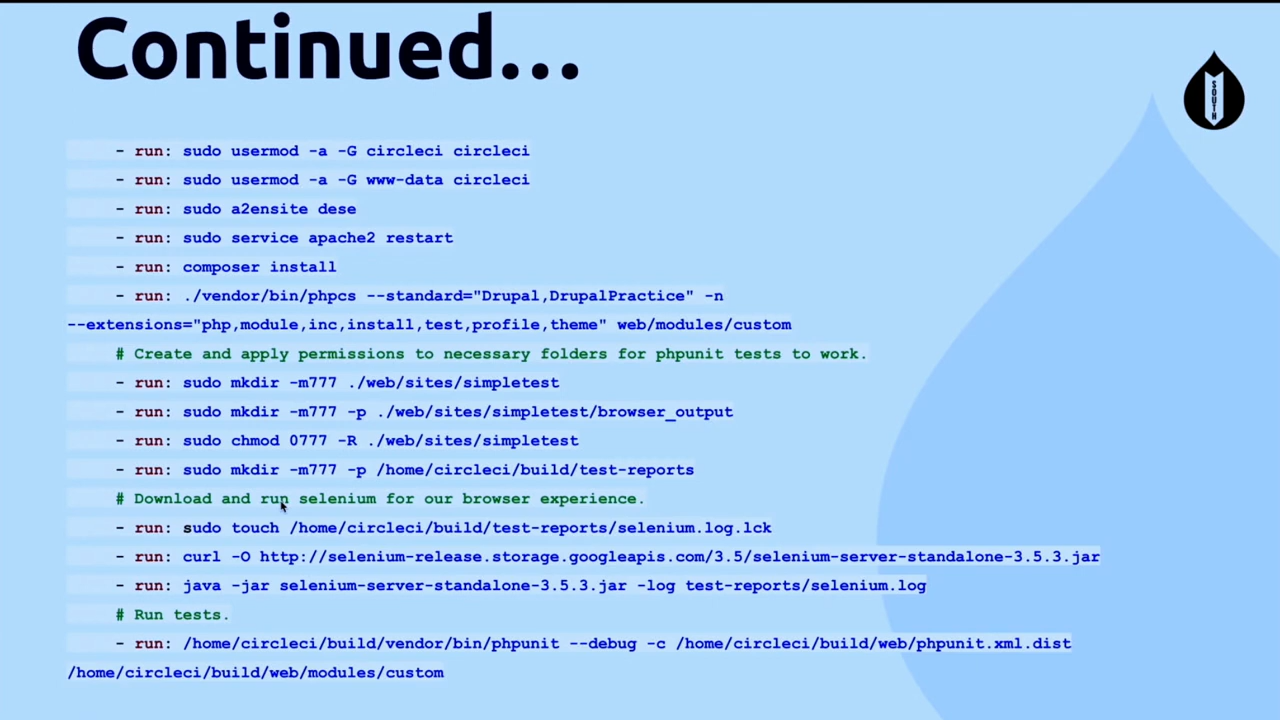 Continued...
SOUTH
- run: sudo usermod -a -G circleci circleci
- run: sudo usermod -a -G www-data circleci
- run: sudo a2ensite dese
- run: sudo service apache2 restart
- run: composer install
- run: ./vendor/bin/phpcs --standard="Drupal,DrupalPractice" -n
--extensions="php,module,inc,install,test,profile,theme" web/modules/custom
# Create and apply permissions to necessary folders for phpunit tests to work.
- run: sudo mkdir -m777 ./web/sites/simpletest
- run: sudo mkdir -m777 -p ./web/sites/simpletest/browser_output
- run: sudo chmod 0777 -R ./web/sites/simpletest
- run: sudo mkdir -m777 -p /home/circleci/build/test-reports
# Download and run selenium for our browser experience.
- run: sudo touch /home/circleci/build/test-reports/selenium.log.lck
- run: curl -O http://selenium-release.storage.googleapis.com/3.5/selenium-server-standalone-3.5.3.jar
- run: java -jar selenium-server-standalone-3.5.3.jar -log test-reports/selenium.log
# Run tests.
- run: /home/circleci/build/vendor/bin/phpunit --debug -c /home/circleci/build/web/phpunit.xml.dist
/home/circleci/build/web/modules/custom